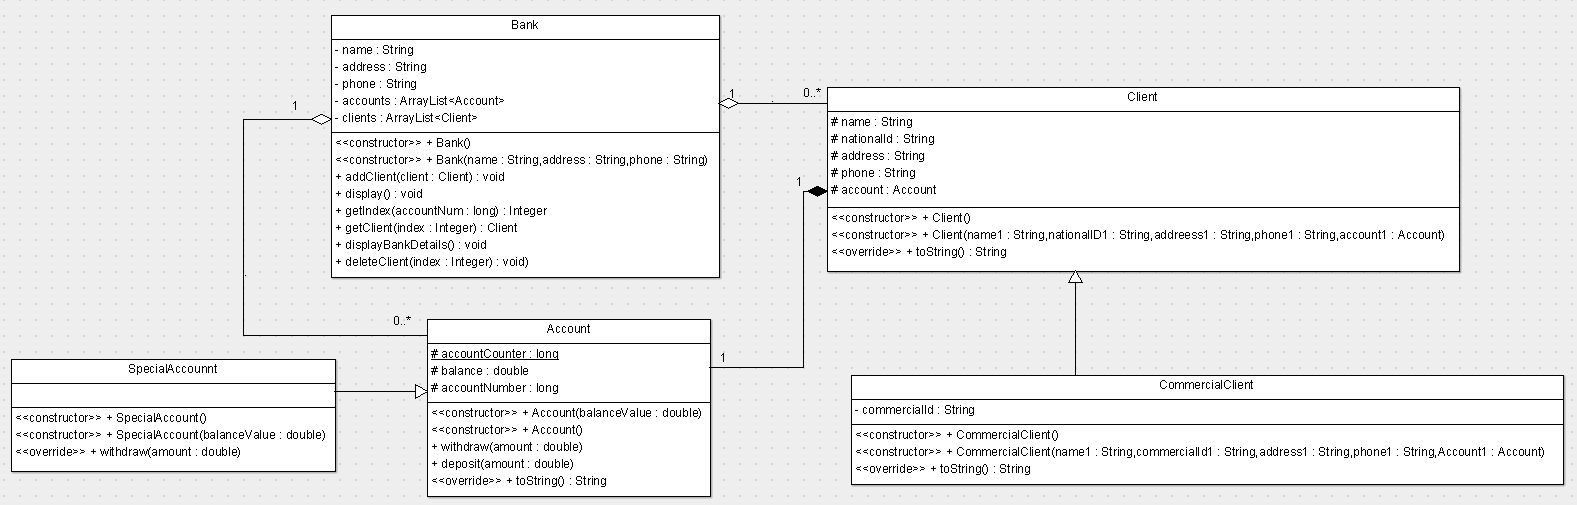 Bank
- name : String
- address : String
- phone : String
- accounts : ArrayList<Account>
- clients : ArrayList<Client>
<<constructor>> + Bank()
<<constructor>> + Bank(name : String,address : String,phone : String)
+ addClient(client : Client) : void
+ display() : void
+ getIndex(accountNum : long) : Integer
+ getClient(index : Integer) : Client
+ displayBankDetails() : void
+ deleteClient(index : Integer) : void)
1
1
0..*
Client
# name : String
# nationalId : String
# address : String
# phone : String
# account : Account
<<constructor>> + Client()
<<constructor>> + Client(name1 : String,nationalID1 : String,addreess1 : String,phone1 : String,account1 : Account)
<<override>> + toString() : String
1
0..*
1
Account
# accountCounter : long
# balance : double
# accountNumber : long
<<constructor>> + Account(balanceValue : double)
<<constructor>> + Account()
+ withdraw(amount : double)
+ deposit(amount : double)
<<override>> + toString() : String
SpecialAccounnt
<<constructor>> + SpecialAccount()
<<constructor>> + SpecialAccount(balanceValue : double)
<<override>> + withdraw(amount : double)
CommercialClient
- commercialId : String
<<constructor>> + CommercialClient()
<<constructor>> + CommercialClient(name1 : String,commercialId1 : String,address1 : String,phone1 : String,Account1 : Account)
<<override>> + toString() : String